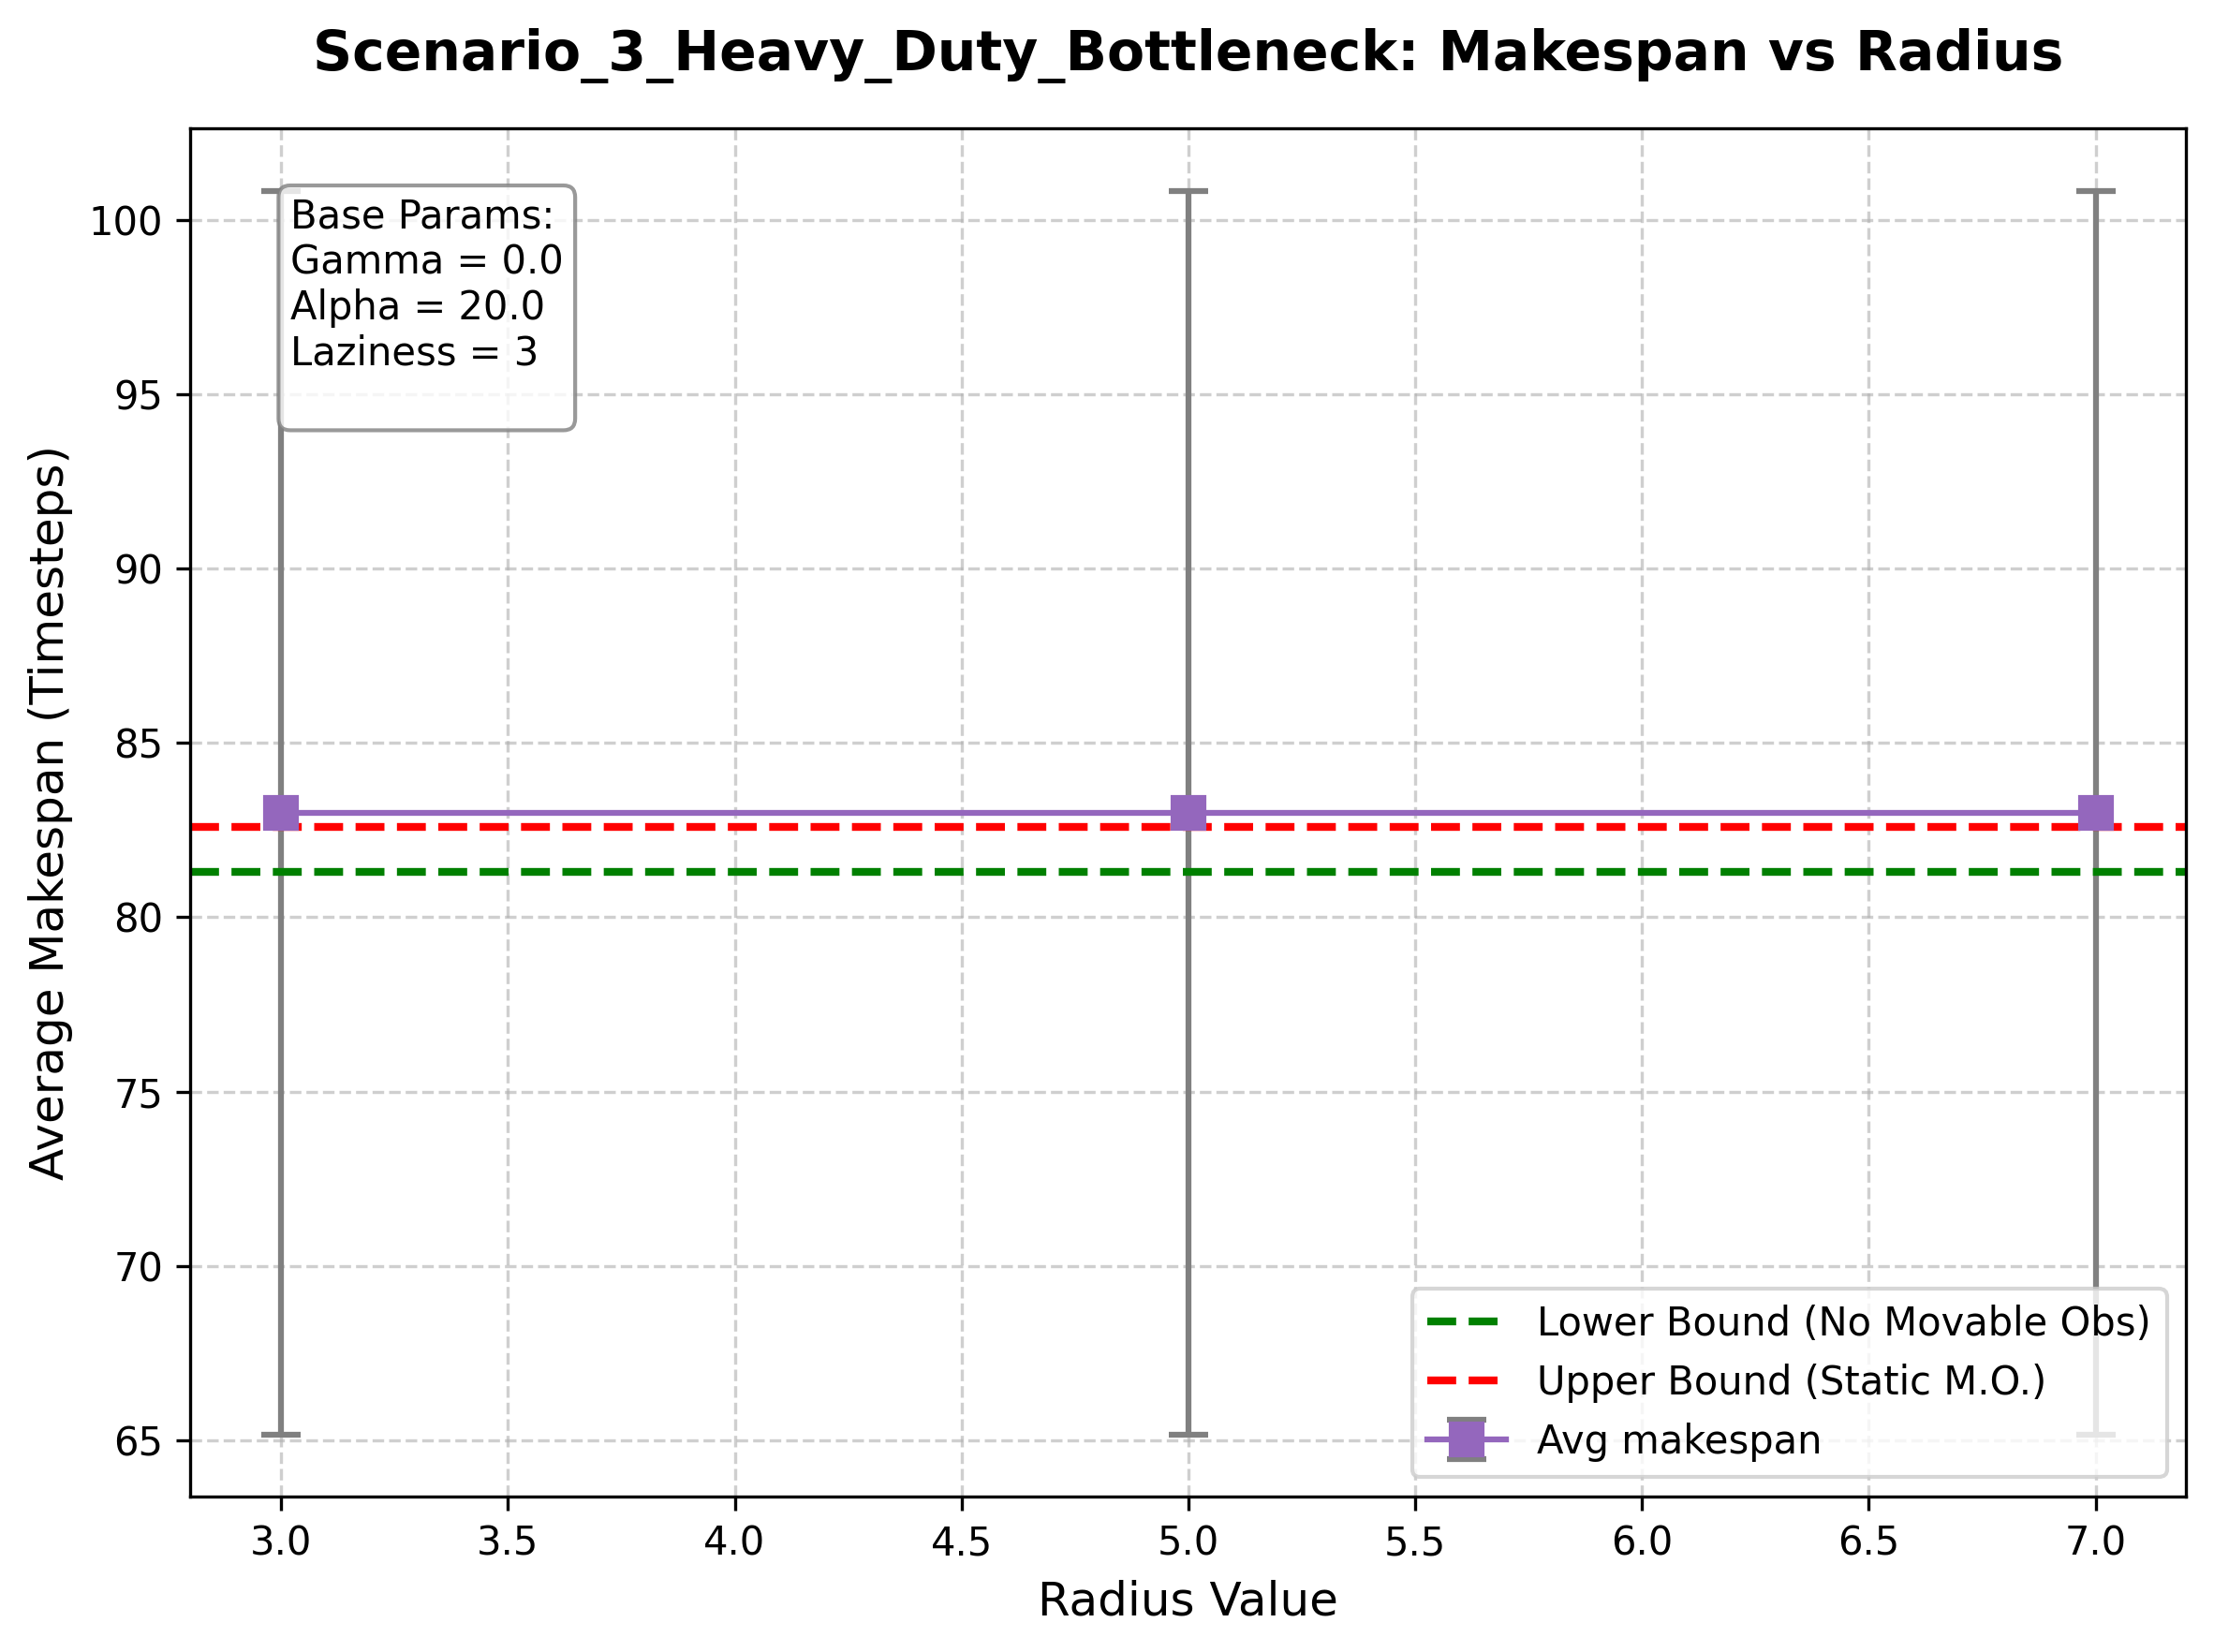 Scenario_3_Heavy_Duty_Bottleneck: Makespan vs Radius
Average Makespan (Timesteps)
100
95
90
85
80
75
70
65
Base Params:
Gamma = 0.0
Alpha = 20.0
Laziness = 3
Lower Bound (No Movable Obs)
Upper Bound (Static M.O.)
Avg makespan
3.0 3.5 4.0 4.5 5.0 5.5 6.0 6.5 7.0
Radius Value